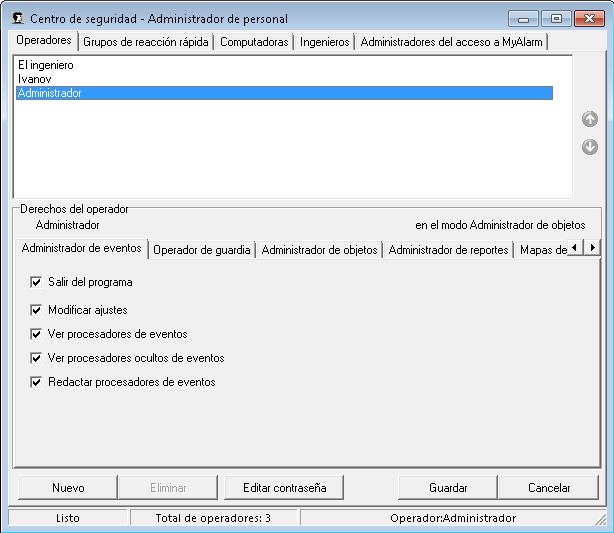 Centro de seguridad - Administrador de personal
Operadores Grupos de reacción rápida Computadoras Ingenieros Administradores del acceso a MyAlarm
El ingeniero
Ivanov
Administrador
Derechos del operador
Administrador en el modo Administrador de objetos
Administrador de eventos Operador de guardia Administrador de objetos Administrador de reportes Mapas de
Salir del programa
Modificar ajustes
Ver procesadores de eventos
Ver procesadores ocultos de eventos
Redactar procesadores de eventos
Nuevo Eliminar Editar contraseña Guardar Cancelar
Listo Total de operadores: 3 Operador:Administrador